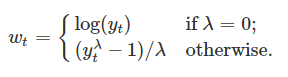 w_t = { log(y_t) if λ = 0;
(y_t^λ − 1)/λ otherwise.